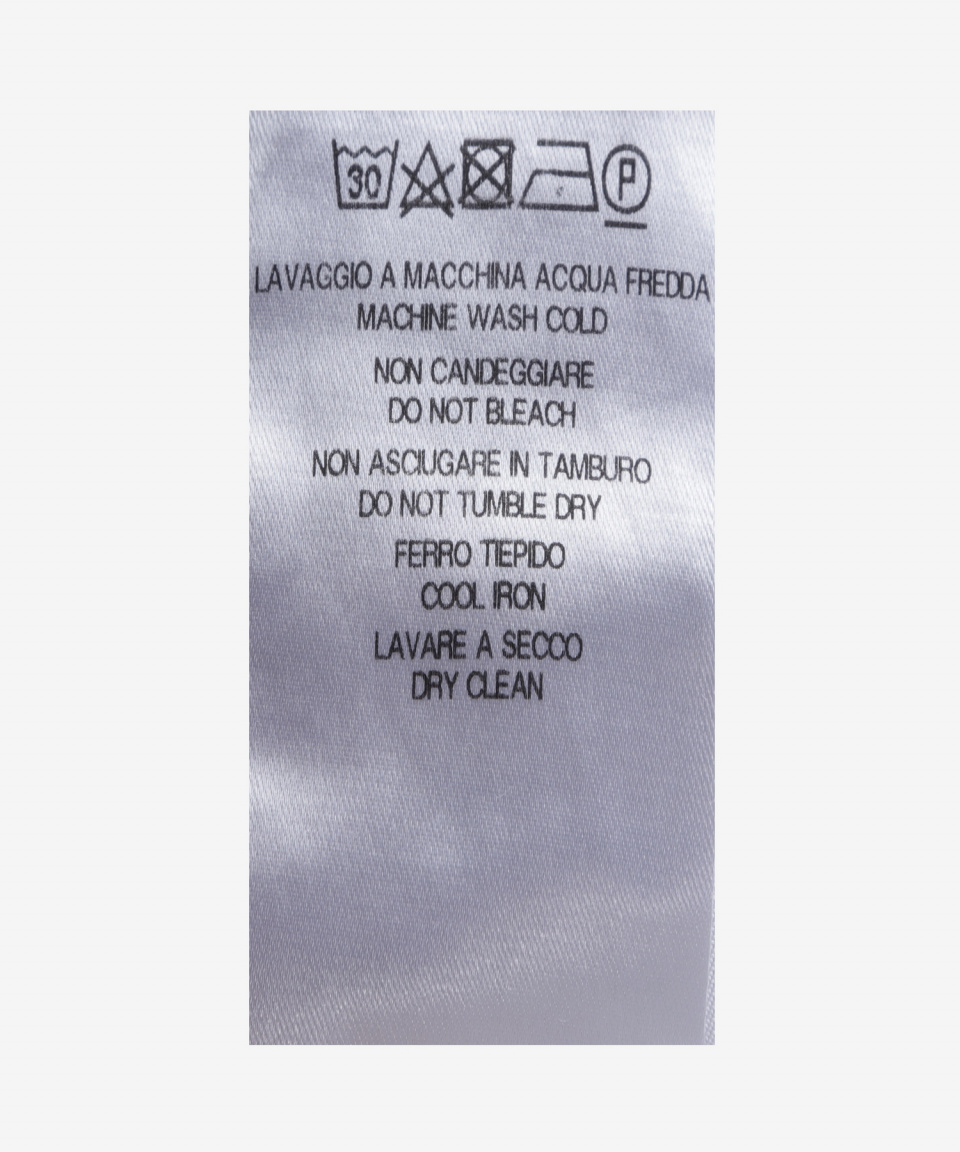 30 P
LAVAGGIO A MACCHINA ACQUA FREDDA
MACHINE WASH COLD
NON CANDEGGIARE
DO NOT BLEACH
NON ASCIUGARE IN TAMBURO
DO NOT TUMBLE DRY
FERRO TIEPIDO
COOL IRON
LAVARE A SECCO
DRY CLEAN